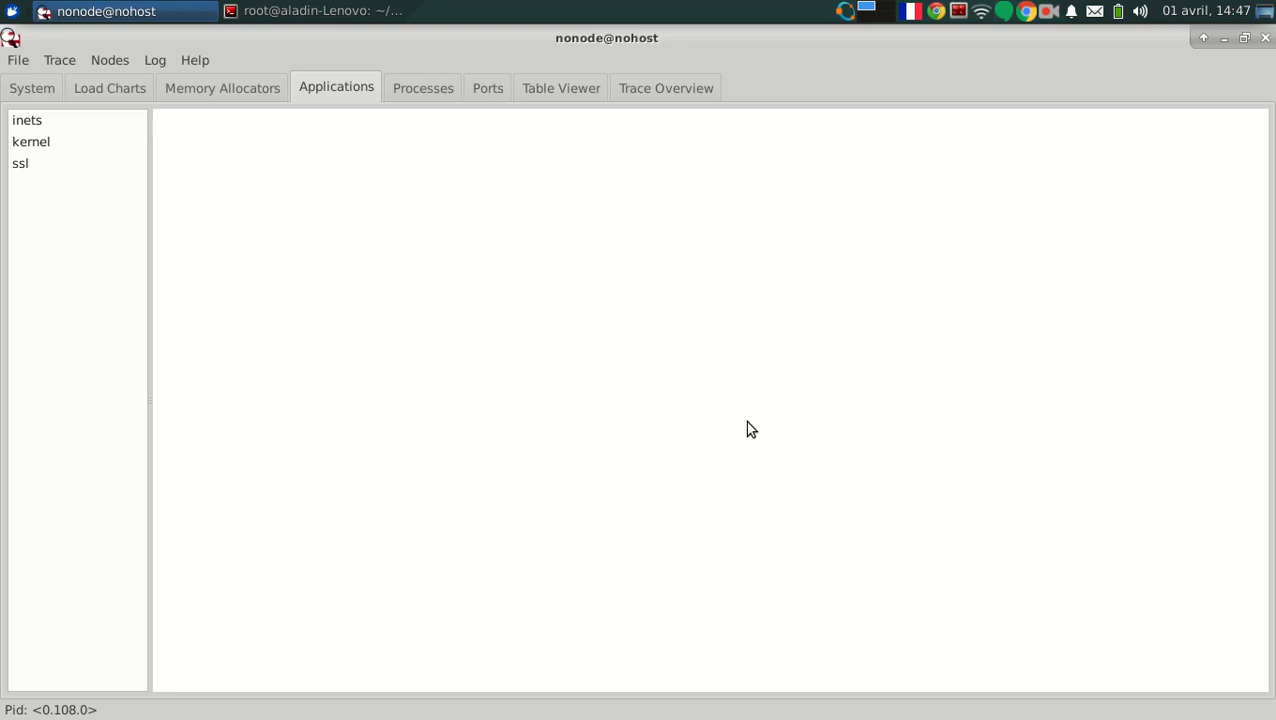 nonode@nohost
root@aladin-Lenovo: ~/...
01 avril, 14:47
nonode@nohost
File Trace Nodes Log Help
System Load Charts Memory Allocators Applications Processes Ports Table Viewer Trace Overview
inets
kernel
ssl
Pid: <0.108.0>